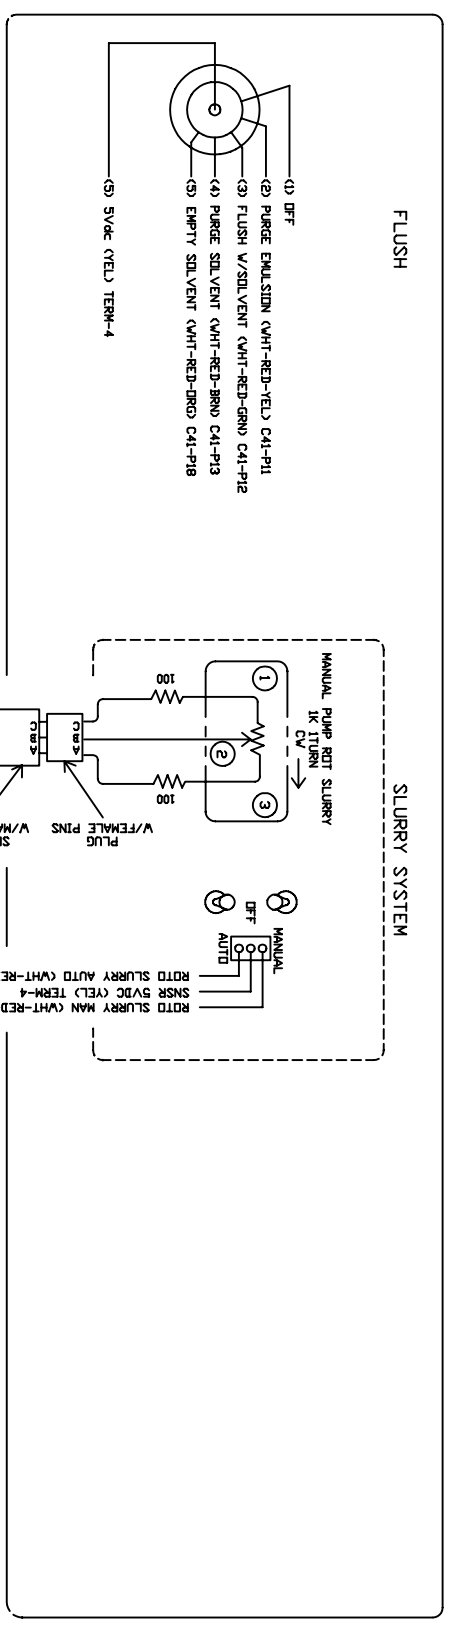 FLUSH
(1) OFF
(2) PURGE EMULSION (WHT-RED-YEL) C41-P11
(3) FLUSH W/SOLVENT (WHT-RED-GRN) C41-P12
(4) PURGE SOLVENT (WHT-RED-BRN) C41-P13
(5) EMPTY SOLVENT (WHT-RED-ORG) C41-P18
(5) 5Vdc (YEL) TERM-4
SLURRY SYSTEM
MANUAL PUMP ROT SLURRY
1K 1TURN
CW
1
2
3
100
100
C B A
C B A
PLUG
W/FEMALE PINS
W/MA
OFF
MANUAL
AUTO
ROTO SLURRY AUTO (WHT-RE
SNSR 5VDC (YEL) TERM-4
ROTO SLURRY MAN (WHT-RED